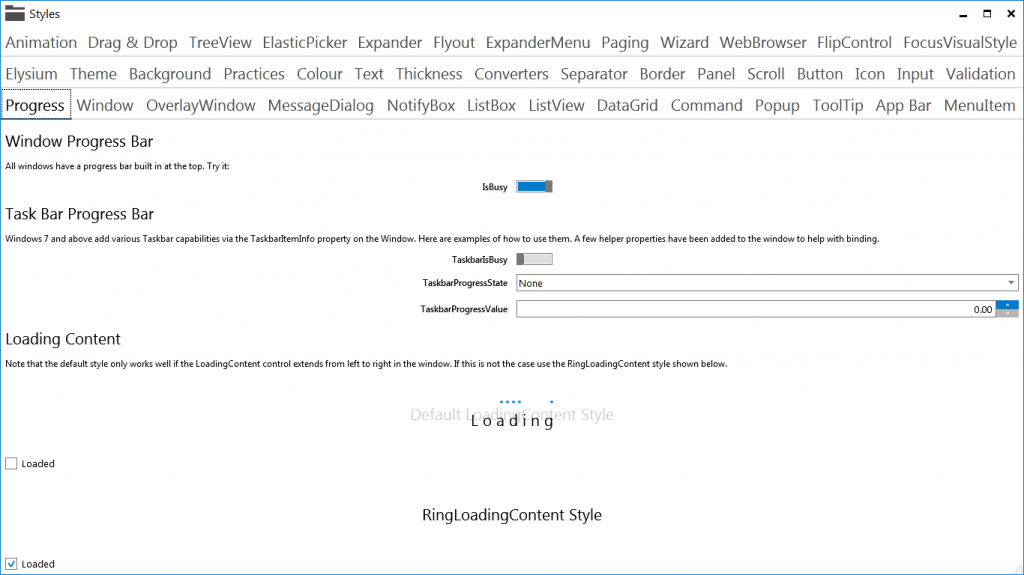 Styles
Animation Drag & Drop TreeView ElasticPicker Expander Flyout ExpanderMenu Paging Wizard WebBrowser FlipControl FocusVisualStyle
Elysium Theme Background Practices Colour Text Thickness Converters Separator Border Panel Scroll Button Icon Input Validation
Progress Window OverlayWindow MessageDialog NotifyBox ListBox ListView DataGrid Command Popup ToolTip App Bar MenuItem
Window Progress Bar
All windows have a progress bar built in at the top. Try it:
IsBusy
Task Bar Progress Bar
Windows 7 and above add various Taskbar capabilities via the TaskbarItemInfo property on the Window. Here are examples of how to use them. A few helper properties have been added to the window to help with binding.
TaskbarIsBusy
TaskbarProgressState None
TaskbarProgressValue 0.00
Loading Content
Note that the default style only works well if the LoadingContent control extends from left to right in the window. If this is not the case use the RingLoadingContent style shown below.
Default LoadingContent Style
Loading
Loaded
RingLoadingContent Style
Loaded